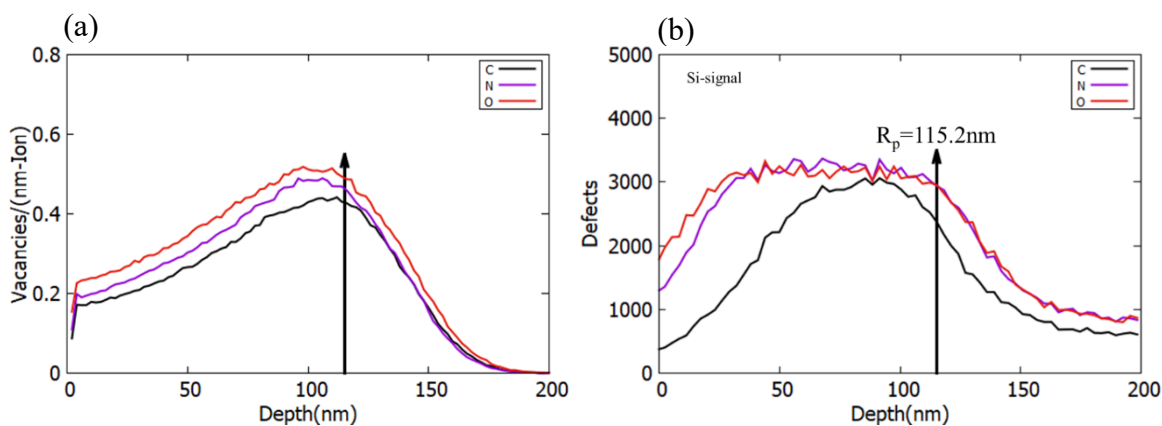 (a)
0.8
0.6
0.4
0.2
0
Vacancies/(nm-Ion)
C
N
O
0 50 100 150 200
Depth(nm)
(b)
5000
4000
3000
2000
1000
0
Defects
Si-signal
C
N
O
Rₚ=115.2nm
0 50 100 150 200
Depth(nm)